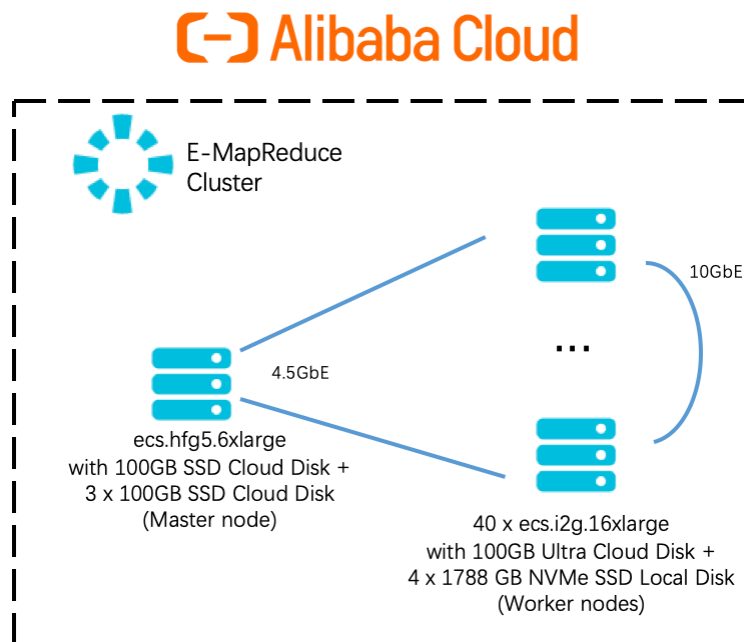 Alibaba Cloud
E-MapReduce
Cluster
10GbE
...
4.5GbE
ecs.hfg5.6xlarge
with 100GB SSD Cloud Disk +
3 x 100GB SSD Cloud Disk
(Master node)
40 x ecs.i2g.16xlarge
with 100GB Ultra Cloud Disk +
4 x 1788 GB NVMe SSD Local Disk
(Worker nodes)